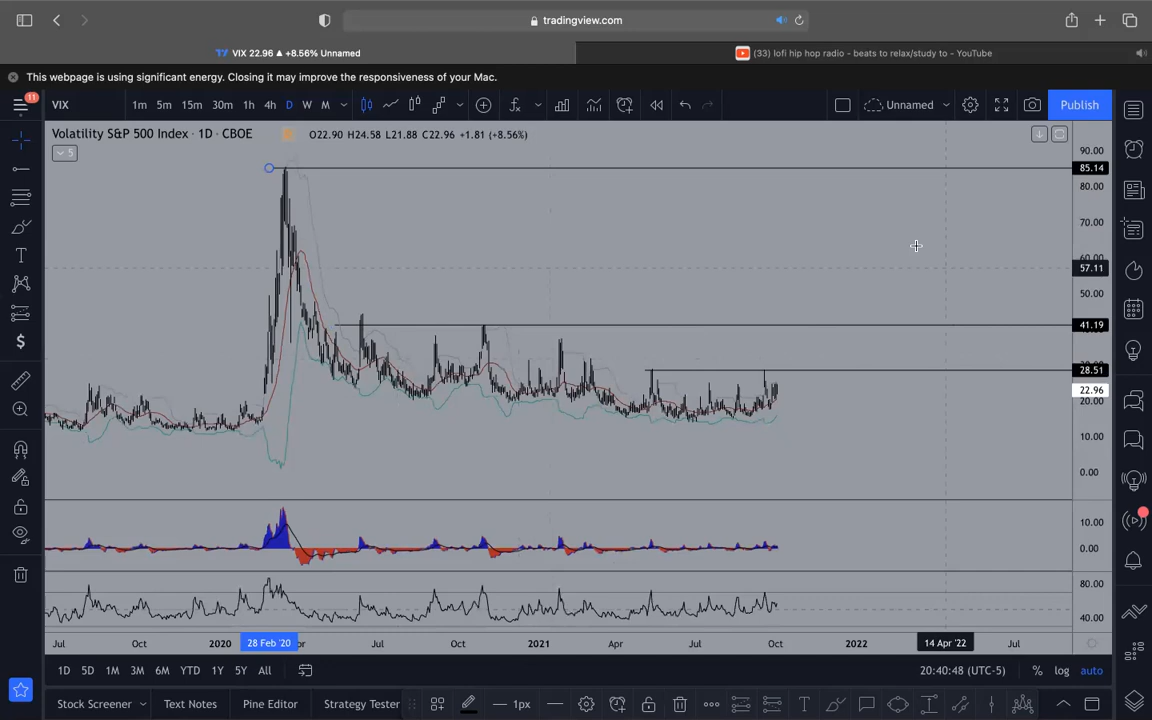 tradingview.com
VIX 22.96 ▲ +8.56% Unnamed
(33) lofi hip hop radio - beats to relax/study to - YouTube
This webpage is using significant energy. Closing it may improve the responsiveness of your Mac.
11
VIX 1m 5m 15m 30m 1h 4h D W M Unnamed Publish
Volatility S&P 500 Index · 1D · CBOE O22.90 H24.58 L21.88 C22.96 +1.81 (+8.56%)
5
90.00
85.14
80.00
70.00
60.00
57.11
50.00
41.19
28.51
22.96
20.00
10.00
0.00
10.00
0.00
80.00
40.00
Jul Oct 2020 28 Feb '20 Jul Oct 2021 Apr Jul Oct 2022 14 Apr '22 Jul
1D 5D 1M 3M 6M YTD 1Y 5Y All 20:40:48 (UTC-5) % log auto
Stock Screener Text Notes Pine Editor Strategy Tester 1px